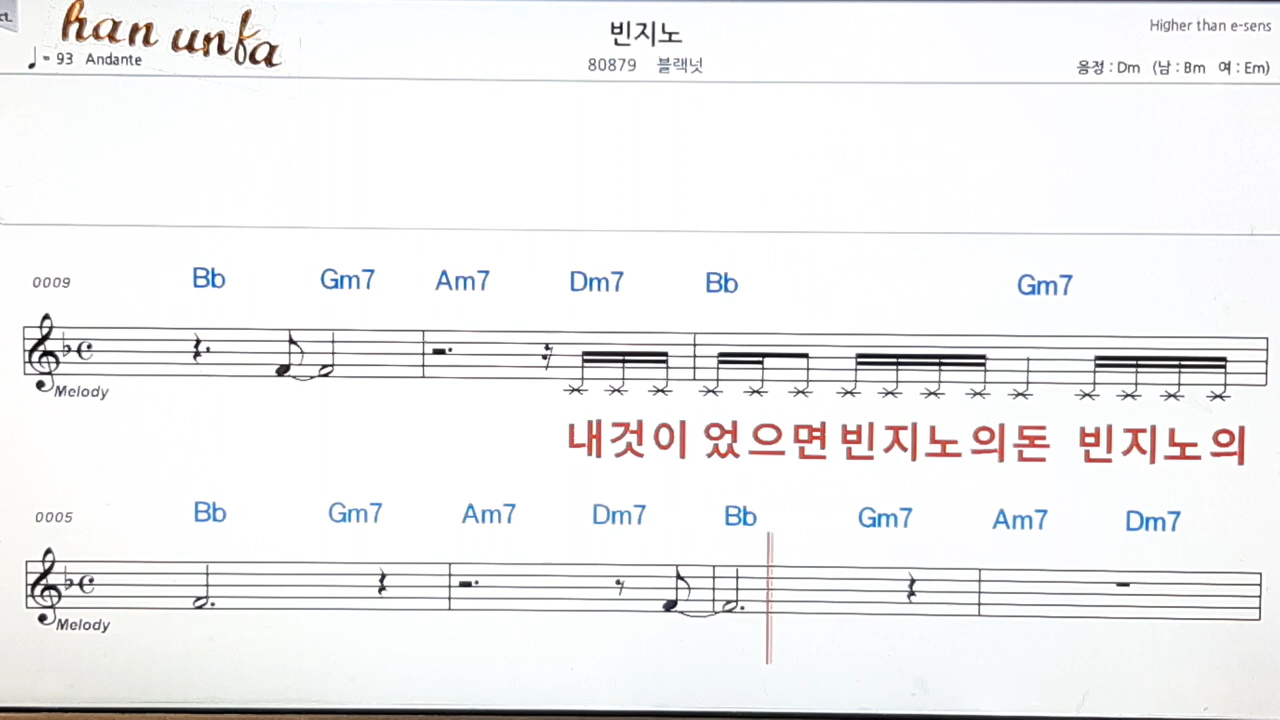 ct.
han unfa
빈지노
Higher than e-sens
♩= 93 Andante
80879 블랙넛
음정 : Dm (남 : Bm 여 : Em)
0009 Bb Gm7 Am7 Dm7 Bb Gm7
Melody
내것이 었으면 빈지노의돈 빈지노의
0005 Bb Gm7 Am7 Dm7 Bb Gm7 Am7 Dm7
Melody